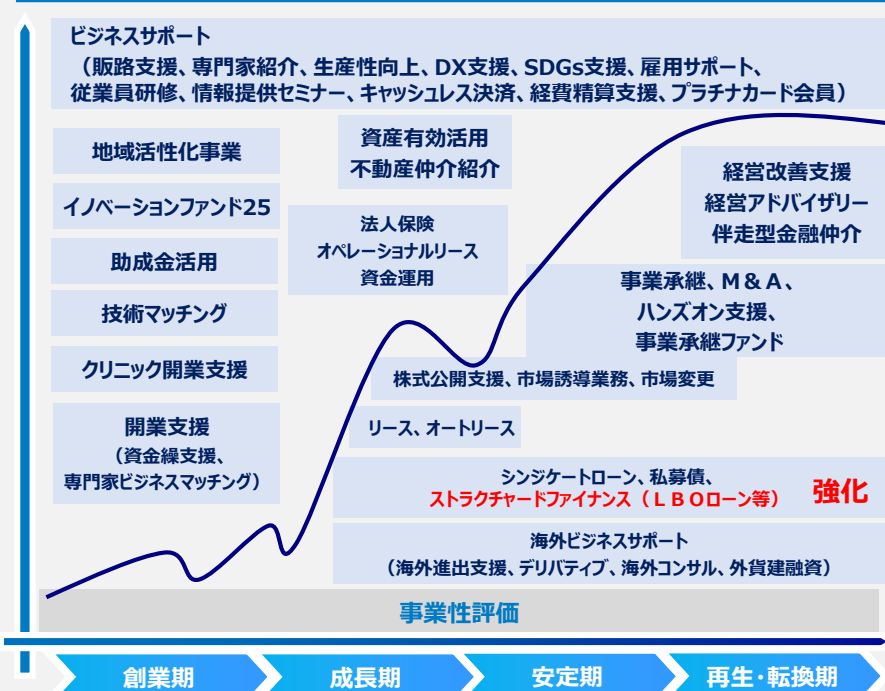 ビジネスサポート
（販路支援、専門家紹介、生産性向上、DX支援、SDGs支援、雇用サポート、
従業員研修、情報提供セミナー、キャッシュレス決済、経費精算支援、プラチナカード会員）
地域活性化事業
イノベーションファンド25
助成金活用
技術マッチング
クリニック開業支援
開業支援
（資金繰支援、
専門家ビジネスマッチング）
資産有効活用
不動産仲介紹介
法人保険
オペレーショナルリース
資金運用
経営改善支援
経営アドバイザリー
伴走型金融仲介
事業承継、M＆A、
ハンズオン支援、
事業承継ファンド
株式公開支援、市場誘導業務、市場変更
リース、オートリース
シンジケートローン、私募債、
ストラクチャードファイナンス（ＬＢＯローン等）
強化
海外ビジネスサポート
（海外進出支援、デリバティブ、海外コンサル、外貨建融資）
事業性評価
創業期
成長期
安定期
再生・転換期